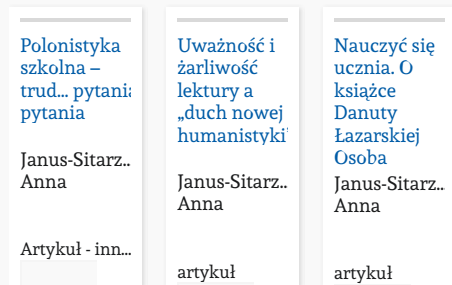 Polonistyka
szkolna –
trud... pytania
pytania
Janus-Sitarz...
Anna
Artykuł - inn...
Uważność i
żarliwość
lektury a
„duch nowej
humanistyki"
Janus-Sitarz...
Anna
artykuł
Nauczyć się
ucznia. O
książce
Danuty
Łazarskiej
Osoba
Janus-Sitarz...
Anna
artykuł